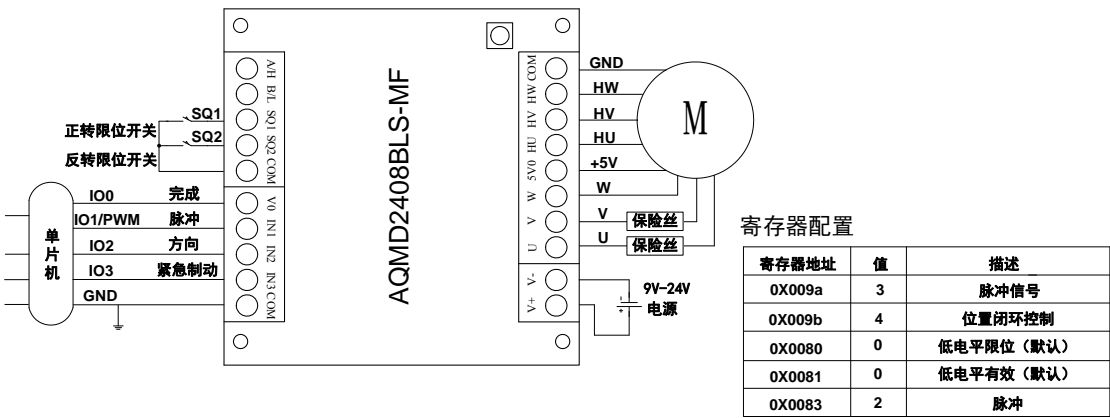 正转限位开关
反转限位开关
SQ1
SQ2
单片机
IO0 完成
IO1/PWM 脉冲
IO2 方向
IO3 紧急制动
GND
A/H
B/L
SQ1
SQ2
COM
V0
IN1
IN2
IN3
COM
AQMD2408BLS-MF
COM
HW
HV
HU
5V0
W
V
U
V-
V+
GND
HW
HV
HU
+5V
W
V 保险丝
U 保险丝
M
9V-24V
电源
寄存器配置
寄存器地址 值 描述
0X009a 3 脉冲信号
0X009b 4 位置闭环控制
0X0080 0 低电平限位（默认）
0X0081 0 低电平有效（默认）
0X0083 2 脉冲